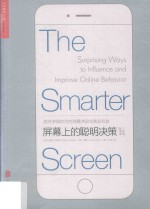 The
Surprising Ways
to Influence and
Improve Online Behavior
Smarter
屏幕上的聪明决策
Screen